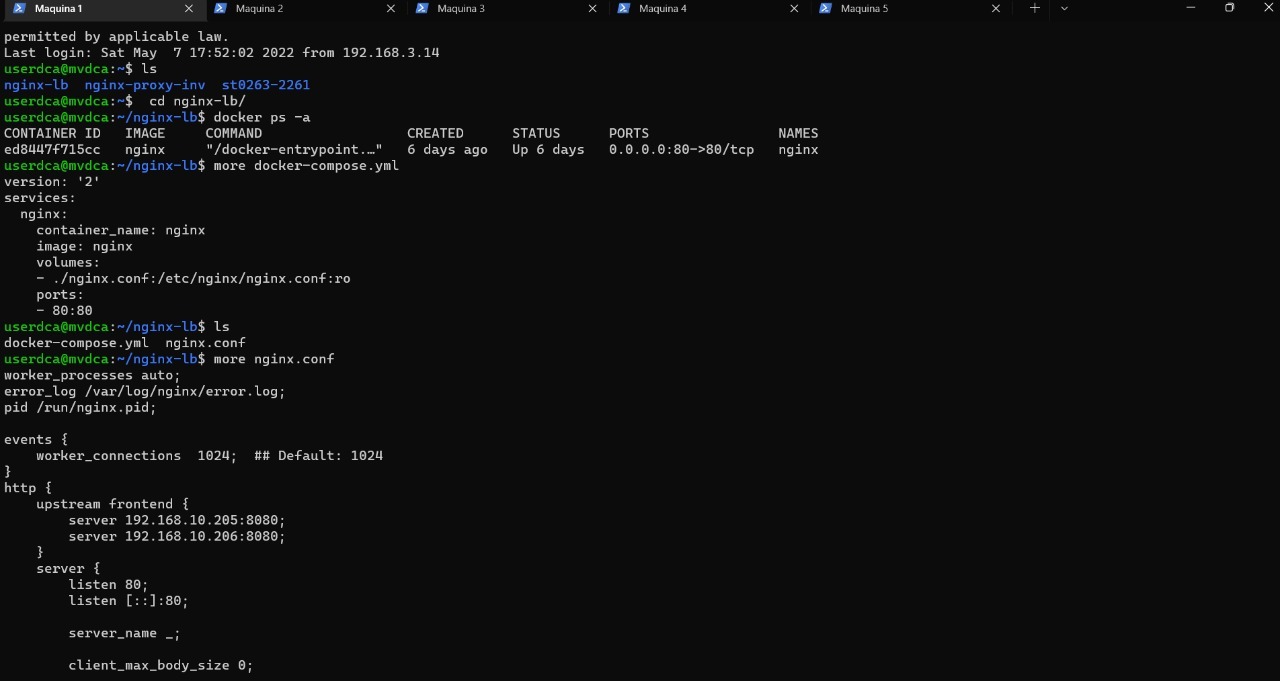 Maquina 1 Maquina 2 Maquina 3 Maquina 4 Maquina 5
permitted by applicable law.
Last login: Sat May  7 17:52:02 2022 from 192.168.3.14
userdca@mvdca:~$ ls
nginx-lb  nginx-proxy-inv  st0263-2261
userdca@mvdca:~$  cd nginx-lb/
userdca@mvdca:~/nginx-lb$ docker ps -a
CONTAINER ID   IMAGE     COMMAND                  CREATED      STATUS      PORTS                NAMES
ed8447f715cc   nginx     "/docker-entrypoint.…"   6 days ago   Up 6 days   0.0.0.0:80->80/tcp   nginx
userdca@mvdca:~/nginx-lb$ more docker-compose.yml
version: '2'
services:
  nginx:
    container_name: nginx
    image: nginx
    volumes:
    - ./nginx.conf:/etc/nginx/nginx.conf:ro
    ports:
    - 80:80
userdca@mvdca:~/nginx-lb$ ls
docker-compose.yml  nginx.conf
userdca@mvdca:~/nginx-lb$ more nginx.conf
worker_processes auto;
error_log /var/log/nginx/error.log;
pid /run/nginx.pid;

events {
    worker_connections  1024;  ## Default: 1024
}
http {
    upstream frontend {
        server 192.168.10.205:8080;
        server 192.168.10.206:8080;
    }
    server {
        listen 80;
        listen [::]:80;

        server_name _;

        client_max_body_size 0;